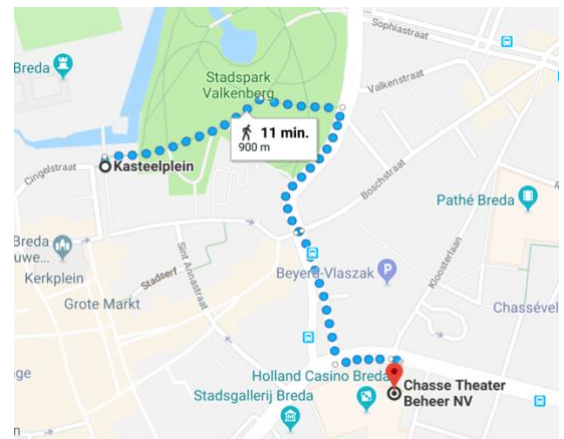 Sophiastraat
Breda
Stadspark
Valkenberg
Valkenstraat
11 min.
900 m
Kasteelplein
Cingelstraat
Boschstraat
Pathé Breda
Breda
uwe...
Kerkplein
Sint Annastraat
Stadserf
Beyerd-Vlaszak
P
Kloosterlaan
Grote Markt
Chassével
ge
Holland Casino Breda
Stadsgallerij Breda
Chasse Theater
Beheer NV
n